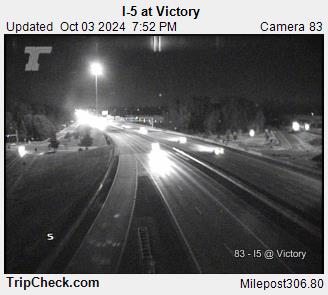 I-5 at Victory
Updated Oct 03 2024 7:52 PM Camera 83
T
S
83 - I5 @ Victory
TripCheck.com Milepost306.80